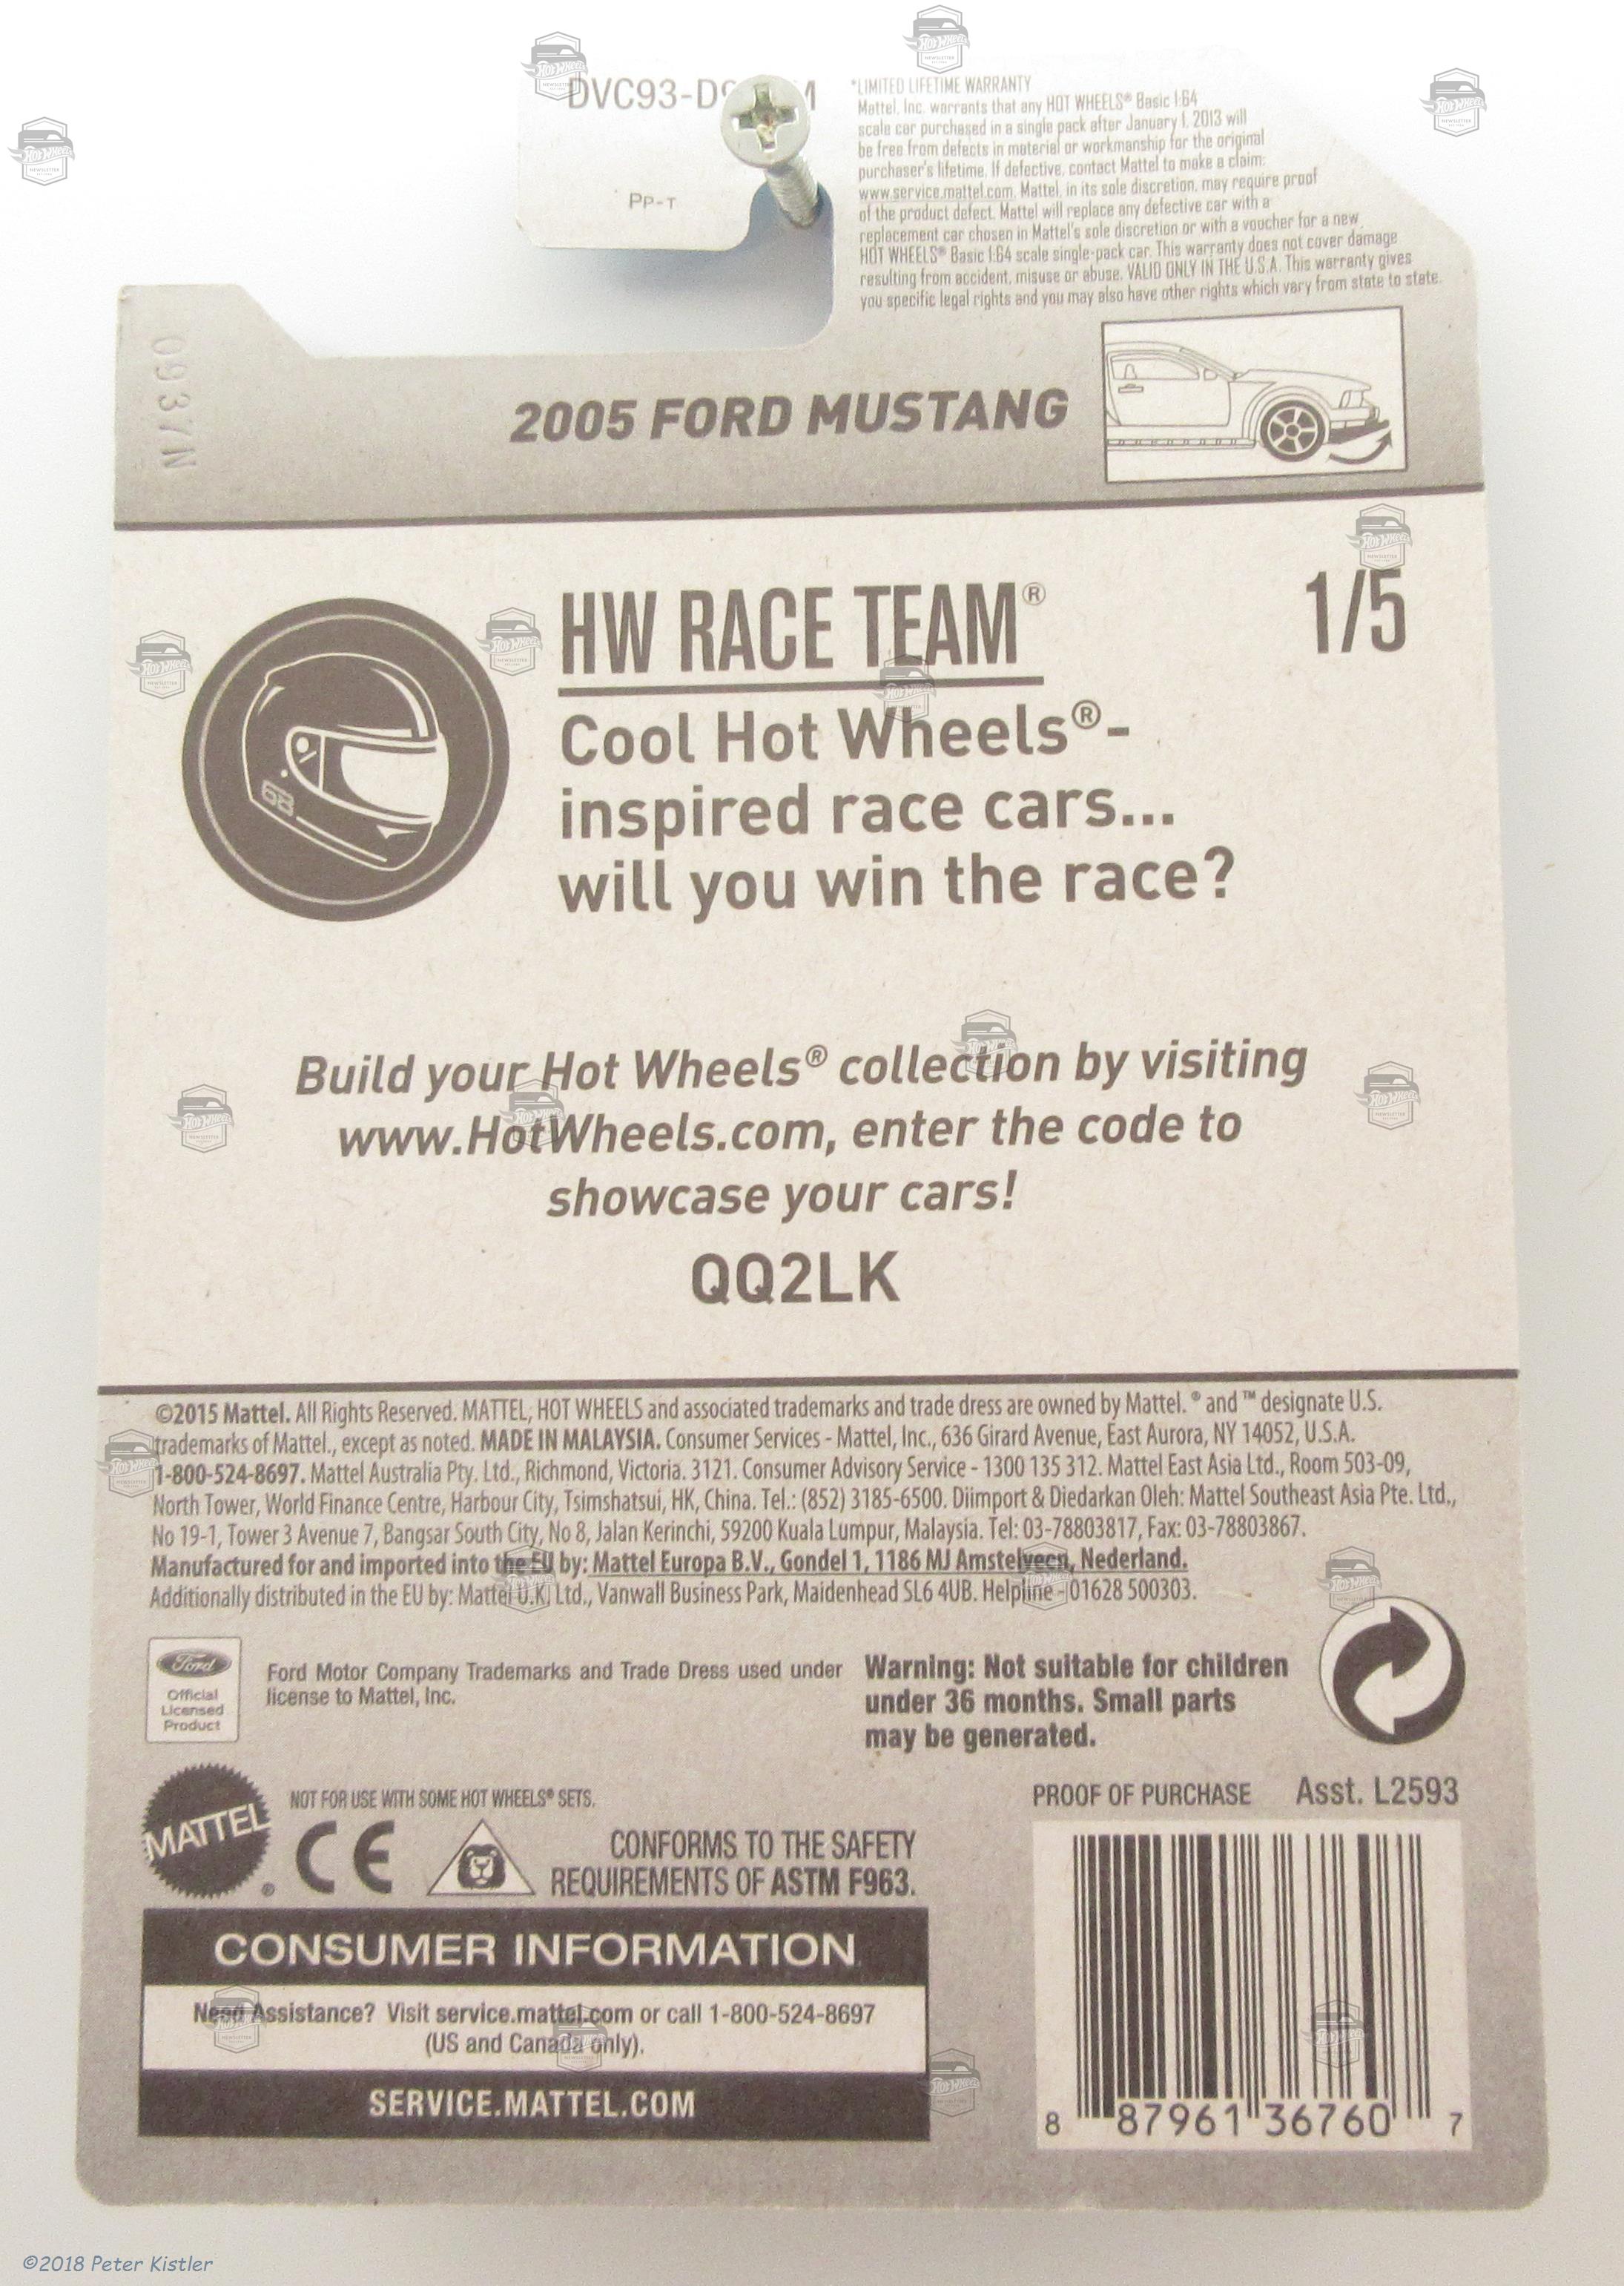 DVC93-D9
PP-T
*LIMITED LIFETIME WARRANTY
Mattel, Inc. warrants that any HOT WHEELS® Basic 1:64
scale car purchased in a single pack after January 1, 2013 will
be free from defects in material or workmanship for the original
purchaser's lifetime. If defective, contact Mattel to make a claim:
www.service.mattel.com. Mattel, in its sole discretion, may require proof
of the product defect. Mattel will replace any defective car with a
replacement car chosen in Mattel's sole discretion or with a voucher for a new
HOT WHEELS® Basic 1:64 scale single-pack car. This warranty does not cover damage
resulting from accident, misuse or abuse. VALID ONLY IN THE U.S.A. This warranty gives
you specific legal rights and you may also have other rights which vary from state to state.
0937N
2005 FORD MUSTANG
HW RACE TEAM®
1/5
68
Cool Hot Wheels®-
inspired race cars...
will you win the race?
Build your Hot Wheels® collection by visiting
www.HotWheels.com, enter the code to
showcase your cars!
QQ2LK
©2015 Mattel. All Rights Reserved. MATTEL, HOT WHEELS and associated trademarks and trade dress are owned by Mattel. ® and ™ designate U.S.
trademarks of Mattel., except as noted. MADE IN MALAYSIA. Consumer Services - Mattel, Inc., 636 Girard Avenue, East Aurora, NY 14052, U.S.A.
1-800-524-8697. Mattel Australia Pty. Ltd., Richmond, Victoria. 3121. Consumer Advisory Service - 1300 135 312. Mattel East Asia Ltd., Room 503-09,
North Tower, World Finance Centre, Harbour City, Tsimshatsui, HK, China. Tel.: (852) 3185-6500. Diimport & Diedarkan Oleh: Mattel Southeast Asia Pte. Ltd.,
No 19-1, Tower 3 Avenue 7, Bangsar South City, No 8, Jalan Kerinchi, 59200 Kuala Lumpur, Malaysia. Tel: 03-78803817, Fax: 03-78803867.
Manufactured for and imported into the EU by: Mattel Europa B.V., Gondel 1, 1186 MJ Amstelveen, Nederland.
Additionally distributed in the EU by: Mattel U.K. Ltd., Vanwall Business Park, Maidenhead SL6 4UB. Helpline - 01628 500303.
Ford
Official
Licensed
Product
Ford Motor Company Trademarks and Trade Dress used under
license to Mattel, Inc.
Warning: Not suitable for children
under 36 months. Small parts
may be generated.
MATTEL®
NOT FOR USE WITH SOME HOT WHEELS® SETS.
CE
CONFORMS TO THE SAFETY
REQUIREMENTS OF ASTM F963.
PROOF OF PURCHASE Asst. L2593
CONSUMER INFORMATION
Need Assistance? Visit service.mattel.com or call 1-800-524-8697
(US and Canada only).
SERVICE.MATTEL.COM
8 87961 36760 7
©2018 Peter Kistler